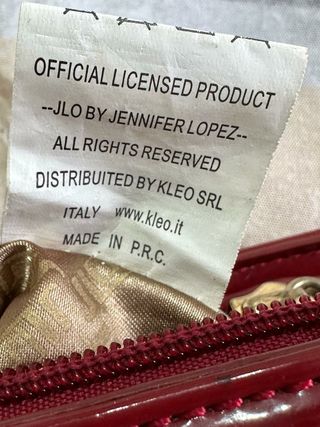 OFFICIAL LICENSED PRODUCT
--JLO BY JENNIFER LOPEZ--
ALL RIGHTS RESERVED
DISTRIBUITED BY KLEO SRL
ITALY www.kleo.it
MADE IN P.R.C.